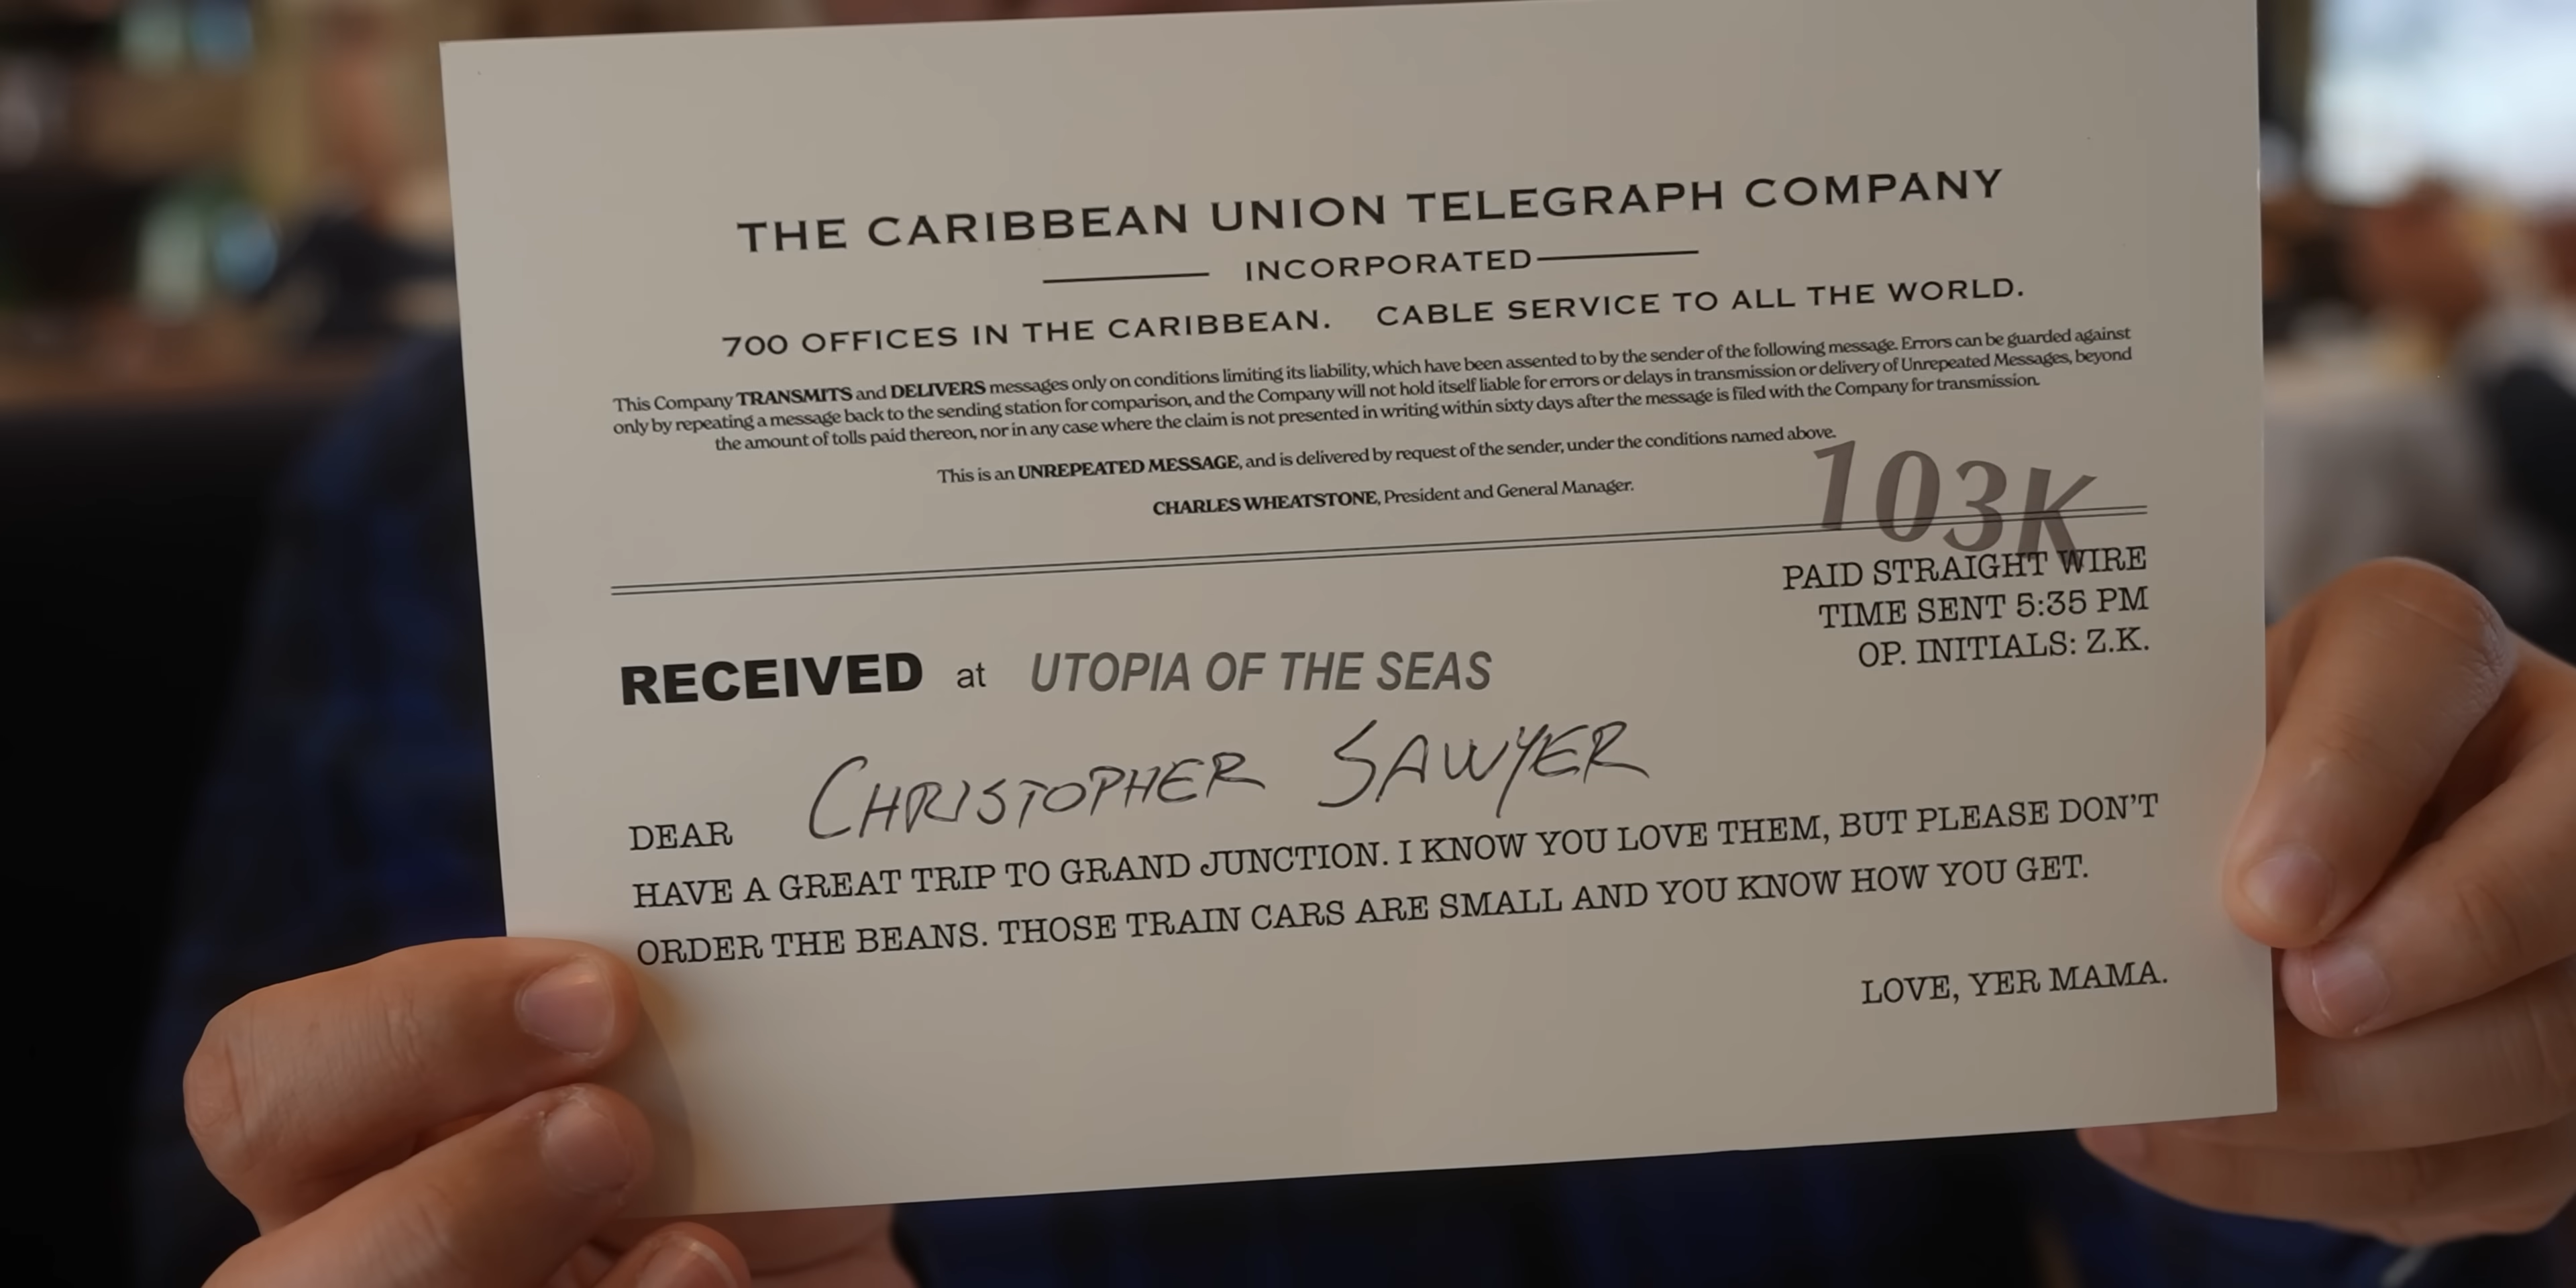 THE CARIBBEAN UNION TELEGRAPH COMPANY
INCORPORATED
700 OFFICES IN THE CARIBBEAN. CABLE SERVICE TO ALL THE WORLD.
This Company TRANSMITS and DELIVERS messages only on conditions limiting its liability, which have been assented to by the sender of the following message. Errors can be guarded against
only by repeating a message back to the sending station for comparison, and the Company will not hold itself liable for errors or delays in transmission or delivery of Unrepeated Messages, beyond
the amount of tolls paid thereon, nor in any case where the claim is not presented in writing within sixty days after the message is filed with the Company for transmission.
This is an UNREPEATED MESSAGE, and is delivered by request of the sender, under the conditions named above.
CHARLES WHEATSTONE, President and General Manager.
103K
PAID STRAIGHT WIRE
TIME SENT 5:35 PM
OP. INITIALS: Z.K.
RECEIVED at UTOPIA OF THE SEAS
DEAR CHRISTOPHER SAWYER
HAVE A GREAT TRIP TO GRAND JUNCTION. I KNOW YOU LOVE THEM, BUT PLEASE DON'T
ORDER THE BEANS. THOSE TRAIN CARS ARE SMALL AND YOU KNOW HOW YOU GET.
LOVE, YER MAMA.